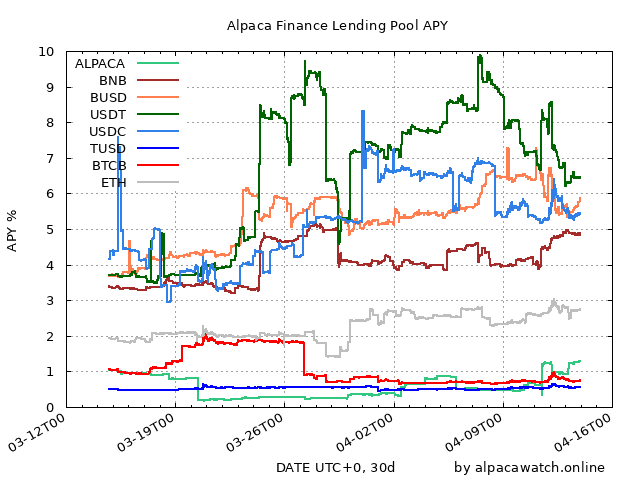 Alpaca Finance Lending Pool APY
10
9
8
7
6
5
4
3
2
1
0
APY %
ALPACA
BNB
BUSD
USDT
USDC
TUSD
BTCB
ETH
03-12T00
03-19T00
03-26T00
04-02T00
04-09T00
04-16T00
DATE UTC+0, 30d
by alpacawatch.online